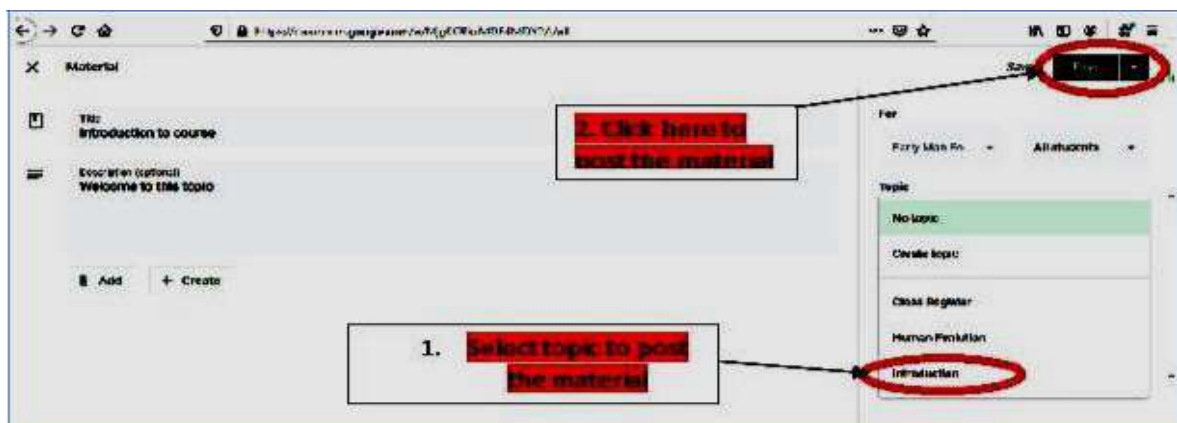 Material
2. Click here to
post the material
Title
Introduction to course
For
All students
Description (optional)
Welcome to this topic
Topic
No topic
Create topic
Add
+ Create
Class Register
Human Evolution
1. Select topic to post
the material
Introduction